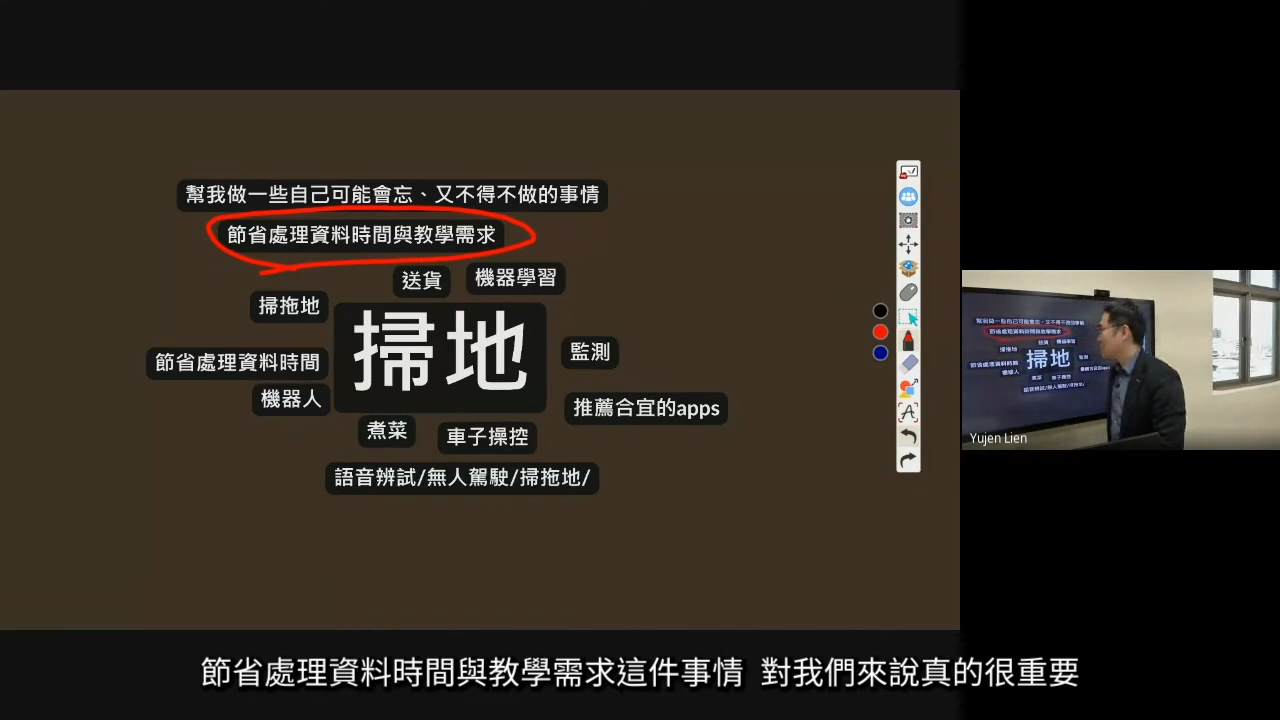 幫我做一些自己可能會忘、又不得不做的事情
節省處理資料時間與教學需求
送貨
機器學習
掃拖地
掃地
監測
節省處理資料時間
機器人
推薦合宜的apps
煮菜
車子操控
語音辨試/無人駕駛/掃拖地/
Yujen Lien
節省處理資料時間與教學需求這件事情 對我們來說真的很重要